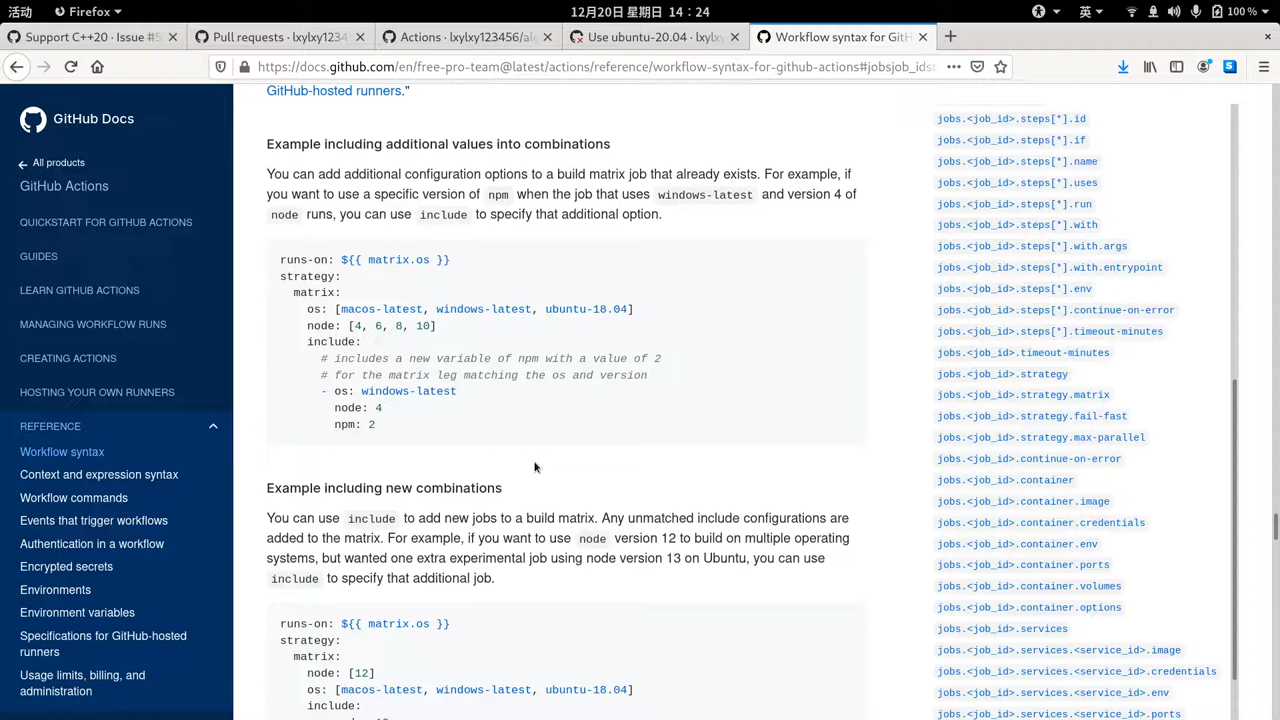 活动 Firefox 12月20日 星期日 14：24 英 100 %
Support C++20 · Issue #5 Pull requests · lxylxy1234 Actions · lxylxy123456/al Use ubuntu-20.04 · lxylx Workflow syntax for GitH
https://docs.github.com/en/free-pro-team@latest/actions/reference/workflow-syntax-for-github-actions#jobsjob_idst
GitHub Docs
All products
GitHub Actions
QUICKSTART FOR GITHUB ACTIONS
GUIDES
LEARN GITHUB ACTIONS
MANAGING WORKFLOW RUNS
CREATING ACTIONS
HOSTING YOUR OWN RUNNERS
REFERENCE
Workflow syntax
Context and expression syntax
Workflow commands
Events that trigger workflows
Authentication in a workflow
Encrypted secrets
Environments
Environment variables
Specifications for GitHub-hosted
runners
Usage limits, billing, and
administration
GitHub-hosted runners."
Example including additional values into combinations
You can add additional configuration options to a build matrix job that already exists. For example, if
you want to use a specific version of npm when the job that uses windows-latest and version 4 of
node runs, you can use include to specify that additional option.
runs-on: ${{ matrix.os }}
strategy:
matrix:
os: [macos-latest, windows-latest, ubuntu-18.04]
node: [4, 6, 8, 10]
include:
# includes a new variable of npm with a value of 2
# for the matrix leg matching the os and version
- os: windows-latest
node: 4
npm: 2
Example including new combinations
You can use include to add new jobs to a build matrix. Any unmatched include configurations are
added to the matrix. For example, if you want to use node version 12 to build on multiple operating
systems, but wanted one extra experimental job using node version 13 on Ubuntu, you can use
include to specify that additional job.
runs-on: ${{ matrix.os }}
strategy:
matrix:
node: [12]
os: [macos-latest, windows-latest, ubuntu-18.04]
include:
jobs.<job_id>.steps[*].id
jobs.<job_id>.steps[*].if
jobs.<job_id>.steps[*].name
jobs.<job_id>.steps[*].uses
jobs.<job_id>.steps[*].run
jobs.<job_id>.steps[*].with
jobs.<job_id>.steps[*].with.args
jobs.<job_id>.steps[*].with.entrypoint
jobs.<job_id>.steps[*].env
jobs.<job_id>.steps[*].continue-on-error
jobs.<job_id>.steps[*].timeout-minutes
jobs.<job_id>.timeout-minutes
jobs.<job_id>.strategy
jobs.<job_id>.strategy.matrix
jobs.<job_id>.strategy.fail-fast
jobs.<job_id>.strategy.max-parallel
jobs.<job_id>.continue-on-error
jobs.<job_id>.container
jobs.<job_id>.container.image
jobs.<job_id>.container.credentials
jobs.<job_id>.container.env
jobs.<job_id>.container.ports
jobs.<job_id>.container.volumes
jobs.<job_id>.container.options
jobs.<job_id>.services
jobs.<job_id>.services.<service_id>.image
jobs.<job_id>.services.<service_id>.credentials
jobs.<job_id>.services.<service_id>.env
jobs.<job_id>.services.<service_id>.ports